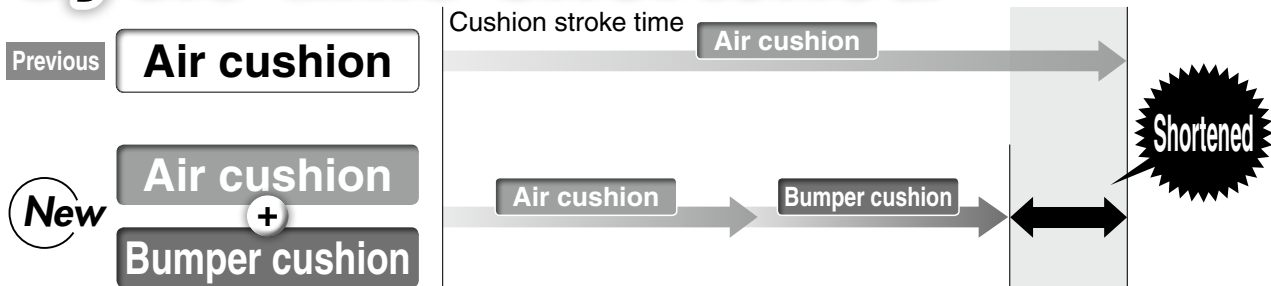 Cushion stroke time
Previous
Air cushion
Air cushion
Shortened
New
Air cushion
+
Bumper cushion
Air cushion
Bumper cushion